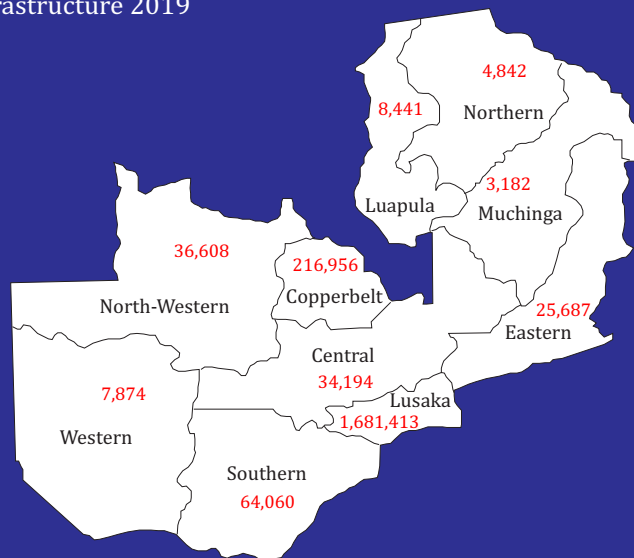 rastructure 2019
4,842
Northern
8,441
Luapula
3,182
Muchinga
36,608
North-Western
216,956
Copperbelt
25,687
Eastern
Central
34,194
7,874
Western
Lusaka
1,681,413
Southern
64,060